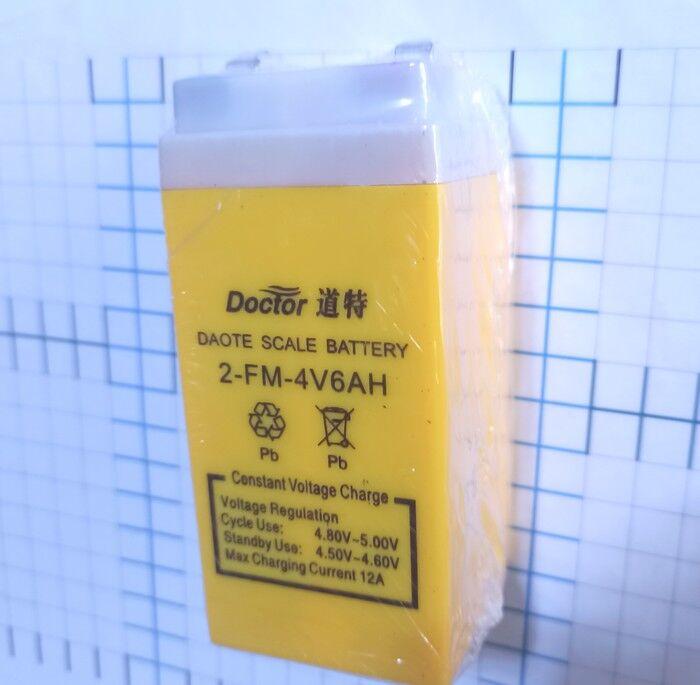 Doctor 道特
DAOTE SCALE BATTERY
2-FM-4V6AH
Pb Pb
Constant Voltage Charge
Voltage Regulation
Cycle Use: 4.80V~5.00V
Standby Use: 4.50V~4.60V
Max Charging Current 12A